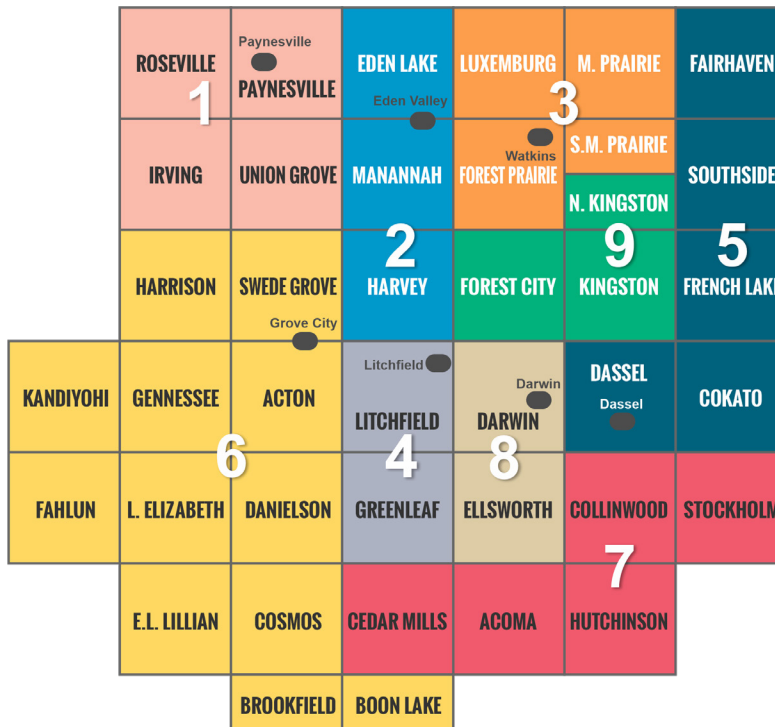 Paynesville
ROSEVILLE
PAYNESVILLE
EDEN LAKE
LUXEMBURG
M. PRAIRIE
FAIRHAVEN
1
Eden Valley
3
Watkins
S.M. PRAIRIE
IRVING
UNION GROVE
MANANNAH
FOREST PRAIRIE
SOUTHSIDE
N. KINGSTON
2
9
5
HARRISON
SWEDE GROVE
HARVEY
FOREST CITY
KINGSTON
FRENCH LAKE
Grove City
Litchfield
Darwin
DASSEL
Dassel
KANDIYOHI
GENNESSEE
ACTON
LITCHFIELD
DARWIN
COKATO
6
4
8
FAHLUN
L. ELIZABETH
DANIELSON
GREENLEAF
ELLSWORTH
COLLINWOOD
STOCKHOLM
7
E.L. LILLIAN
COSMOS
CEDAR MILLS
ACOMA
HUTCHINSON
BROOKFIELD
BOON LAKE